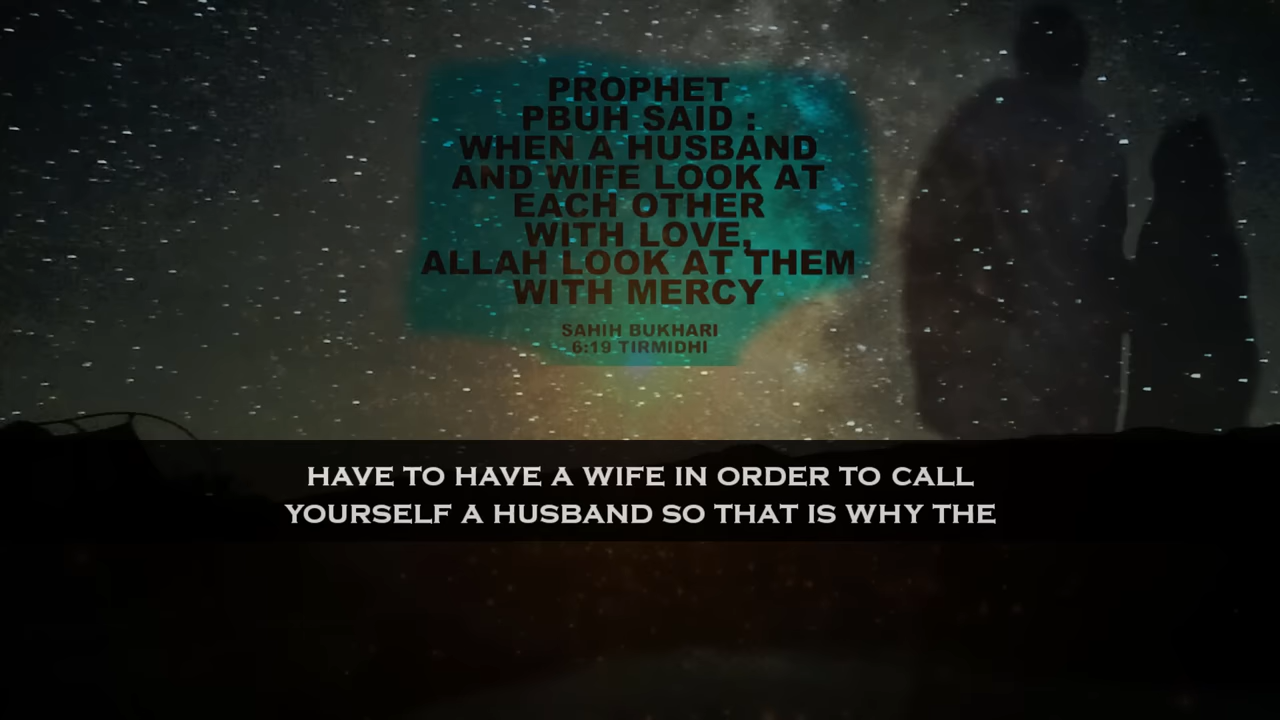 PROPHET
PBUH SAID :
WHEN A HUSBAND
AND WIFE LOOK AT
EACH OTHER
WITH LOVE,
ALLAH LOOK AT THEM
WITH MERCY
SAHIH BUKHARI
6:19 TIRMIDHI
HAVE TO HAVE A WIFE IN ORDER TO CALL
YOURSELF A HUSBAND SO THAT IS WHY THE